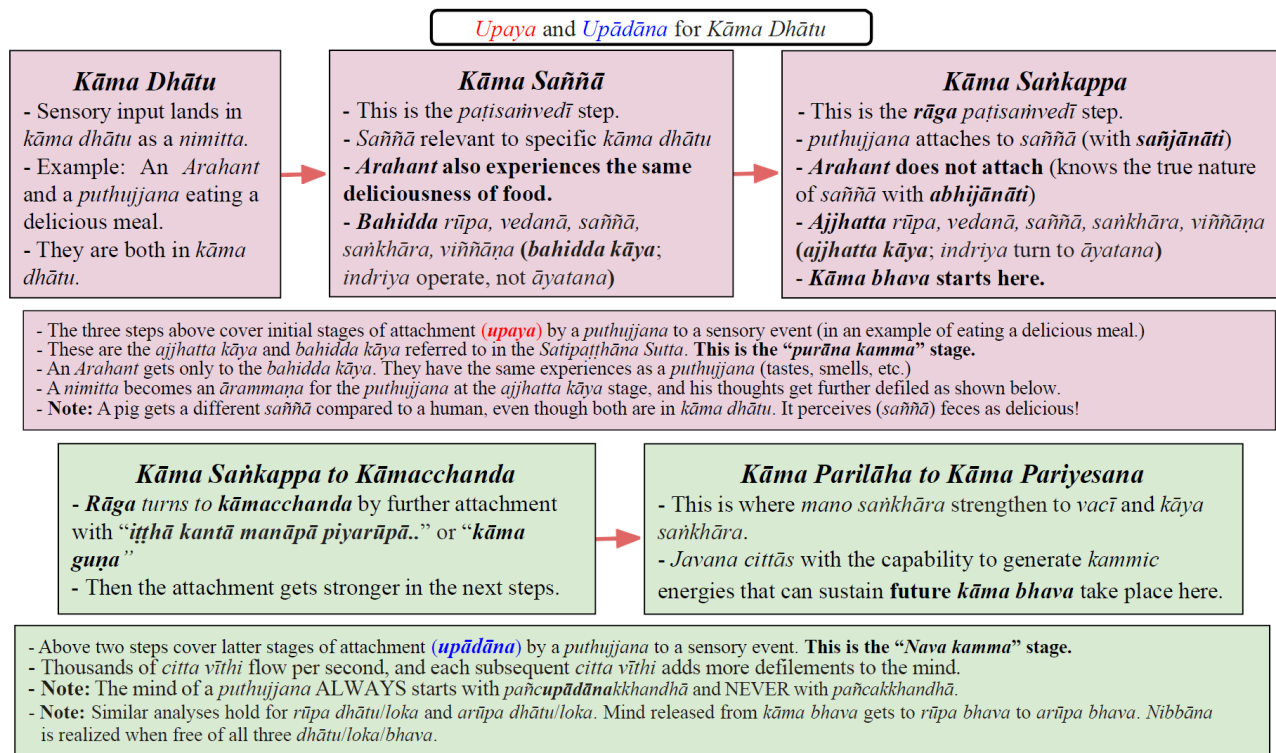 Upaya and Upādāna for Kāma Dhātu
Kāma Dhātu
- Sensory input lands in
kāma dhātu as a nimitta.
- Example: An Arahant
and a puthujjana eating a
delicious meal.
- They are both in kāma
dhātu.
Kāma Saññā
- This is the paṭisaṁvedī step.
- Saññā relevant to specific kāma dhātu
- Arahant also experiences the same
deliciousness of food.
- Bahidda rūpa, vedanā, saññā,
saṅkhāra, viññāṇa (bahidda kāya;
indriya operate, not āyatana)
Kāma Saṅkappa
- This is the rāga paṭisaṁvedī step.
- puthujjana attaches to saññā (with sañjānāti)
- Arahant does not attach (knows the true nature
of saññā with abhijānāti)
- Ajjhatta rūpa, vedanā, saññā, saṅkhāra, viññāṇa
(ajjhatta kāya; indriya turn to āyatana)
- Kāma bhava starts here.
- The three steps above cover initial stages of attachment (upaya) by a puthujjana to a sensory event (in an example of eating a delicious meal.)
- These are the ajjhatta kāya and bahidda kāya referred to in the Satipaṭṭhāna Sutta. This is the “purāna kamma” stage.
- An Arahant gets only to the bahidda kāya. They have the same experiences as a puthujjana (tastes, smells, etc.)
- A nimitta becomes an ārammaṇa for the puthujjana at the ajjhatta kāya stage, and his thoughts get further defiled as shown below.
- Note: A pig gets a different saññā compared to a human, even though both are in kāma dhātu. It perceives (saññā) feces as delicious!
Kāma Saṅkappa to Kāmacchanda
- Rāga turns to kāmacchanda by further attachment
with “iṭṭhā kantā manāpā piyarūpā..” or “kāma
guṇa”
- Then the attachment gets stronger in the next steps.
Kāma Parilāha to Kāma Pariyesana
- This is where mano saṅkhāra strengthen to vacī and kāya
saṅkhāra.
- Javana cittās with the capability to generate kammic
energies that can sustain future kāma bhava take place here.
- Above two steps cover latter stages of attachment (upādāna) by a puthujjana to a sensory event. This is the “Nava kamma” stage.
- Thousands of citta vīthi flow per second, and each subsequent citta vīthi adds more defilements to the mind.
- Note: The mind of a puthujjana ALWAYS starts with pañcupādānakkhandhā and NEVER with pañcakkhandhā.
- Note: Similar analyses hold for rūpa dhātu/loka and arūpa dhātu/loka. Mind released from kāma bhava gets to rūpa bhava to arūpa bhava. Nibbāna
is realized when free of all three dhātu/loka/bhava.